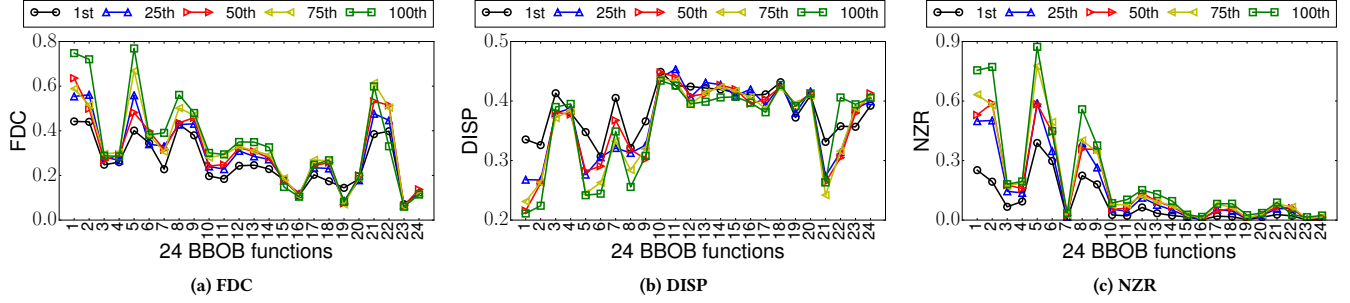 1st 25th 50th 75th 100th
0.8
0.6
0.4
0.2
0.0
FDC
1 2 3 4 5 6 7 8 9 10 11 12 13 14 15 16 17 18 19 20 21 22 23 24
24 BBOB functions
(a) FDC
1st 25th 50th 75th 100th
0.5
0.4
0.3
0.2
DISP
1 2 3 4 5 6 7 8 9 10 11 12 13 14 15 16 17 18 19 20 21 22 23 24
24 BBOB functions
(b) DISP
1st 25th 50th 75th 100th
1.0
0.8
0.6
0.4
0.2
0.0
NZR
1 2 3 4 5 6 7 8 9 10 11 12 13 14 15 16 17 18 19 20 21 22 23 24
24 BBOB functions
(c) NZR